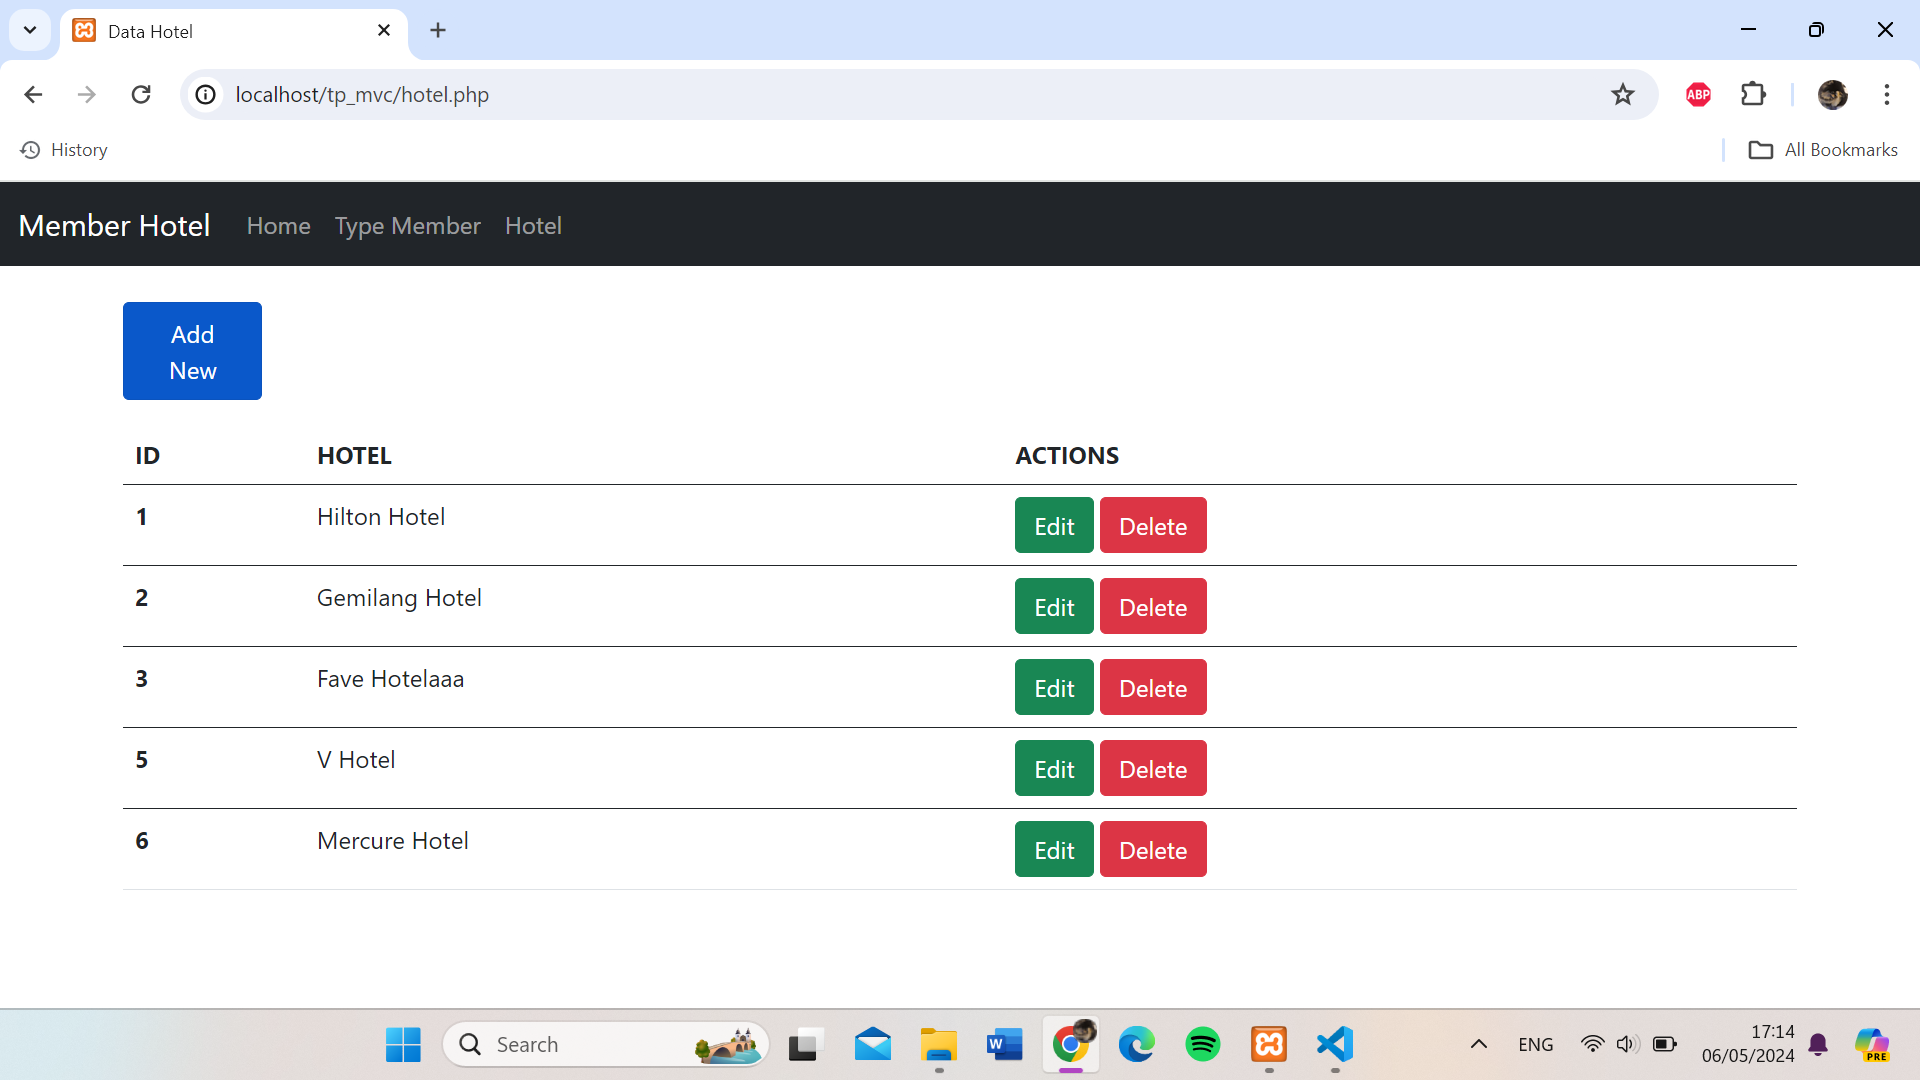 Data Hotel
localhost/tp_mvc/hotel.php
ABP
History
All Bookmarks
Member Hotel Home Type Member Hotel
Add
New
ID HOTEL ACTIONS
1 Hilton Hotel Edit Delete
2 Gemilang Hotel Edit Delete
3 Fave Hotelaaa Edit Delete
5 V Hotel Edit Delete
6 Mercure Hotel Edit Delete
Search
W
ENG
17:14
06/05/2024
PRE